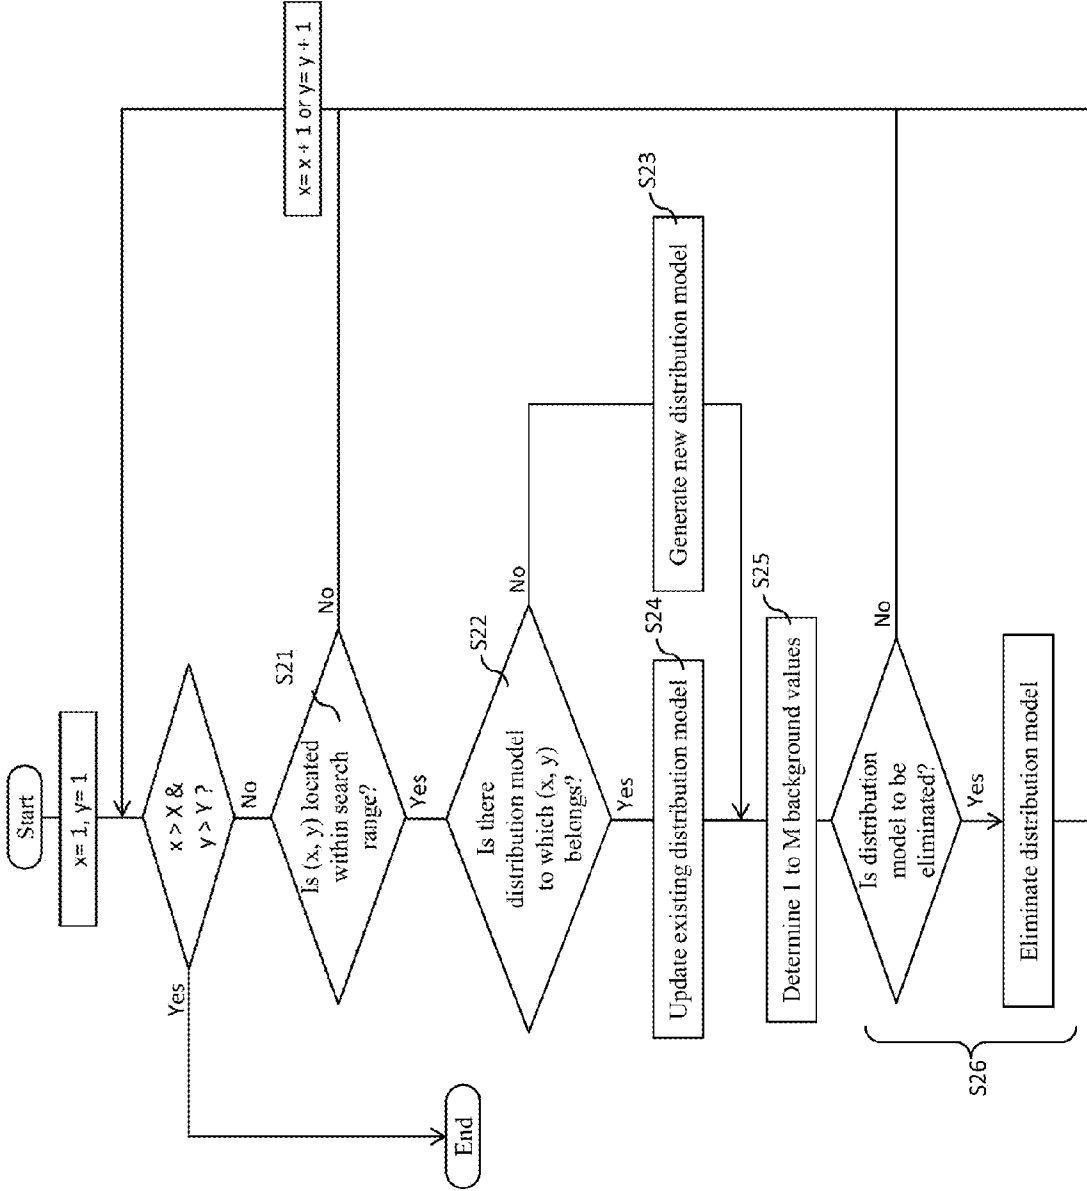 Start
x= 1, y= 1
x > X &
y > Y ?
Yes
No
End
x= x + 1 or y= y + 1
S21
Is (x, y) located
within search
range?
No
Yes
S22
Is there
distribution model
to which (x, y)
belongs?
No
Yes
S24
Update existing distribution model
S23
Generate new distribution model
S25
Determine 1 to M background values
Is distribution
model to be
eliminated?
No
Yes
Eliminate distribution model
S26